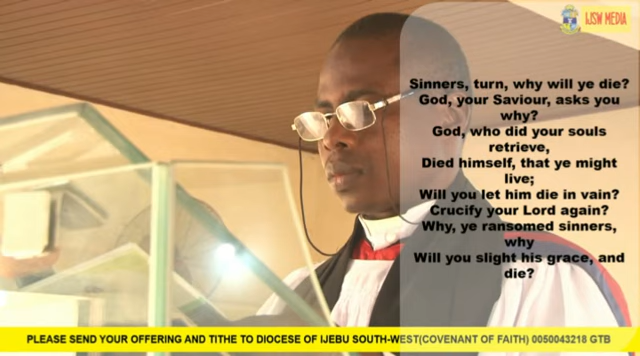 IJSW MEDIA
Sinners, turn, why will ye die?
God, your Saviour, asks you
why?
God, who did your souls
retrieve,
Died himself, that ye might
live;
Will you let him die in vain?
Crucify your Lord again?
Why, ye ransomed sinners,
why
Will you slight his grace, and
die?
PLEASE SEND YOUR OFFERING AND TITHE TO DIOCESE OF IJEBU SOUTH-WEST(COVENANT OF FAITH) 0050043218 GTB